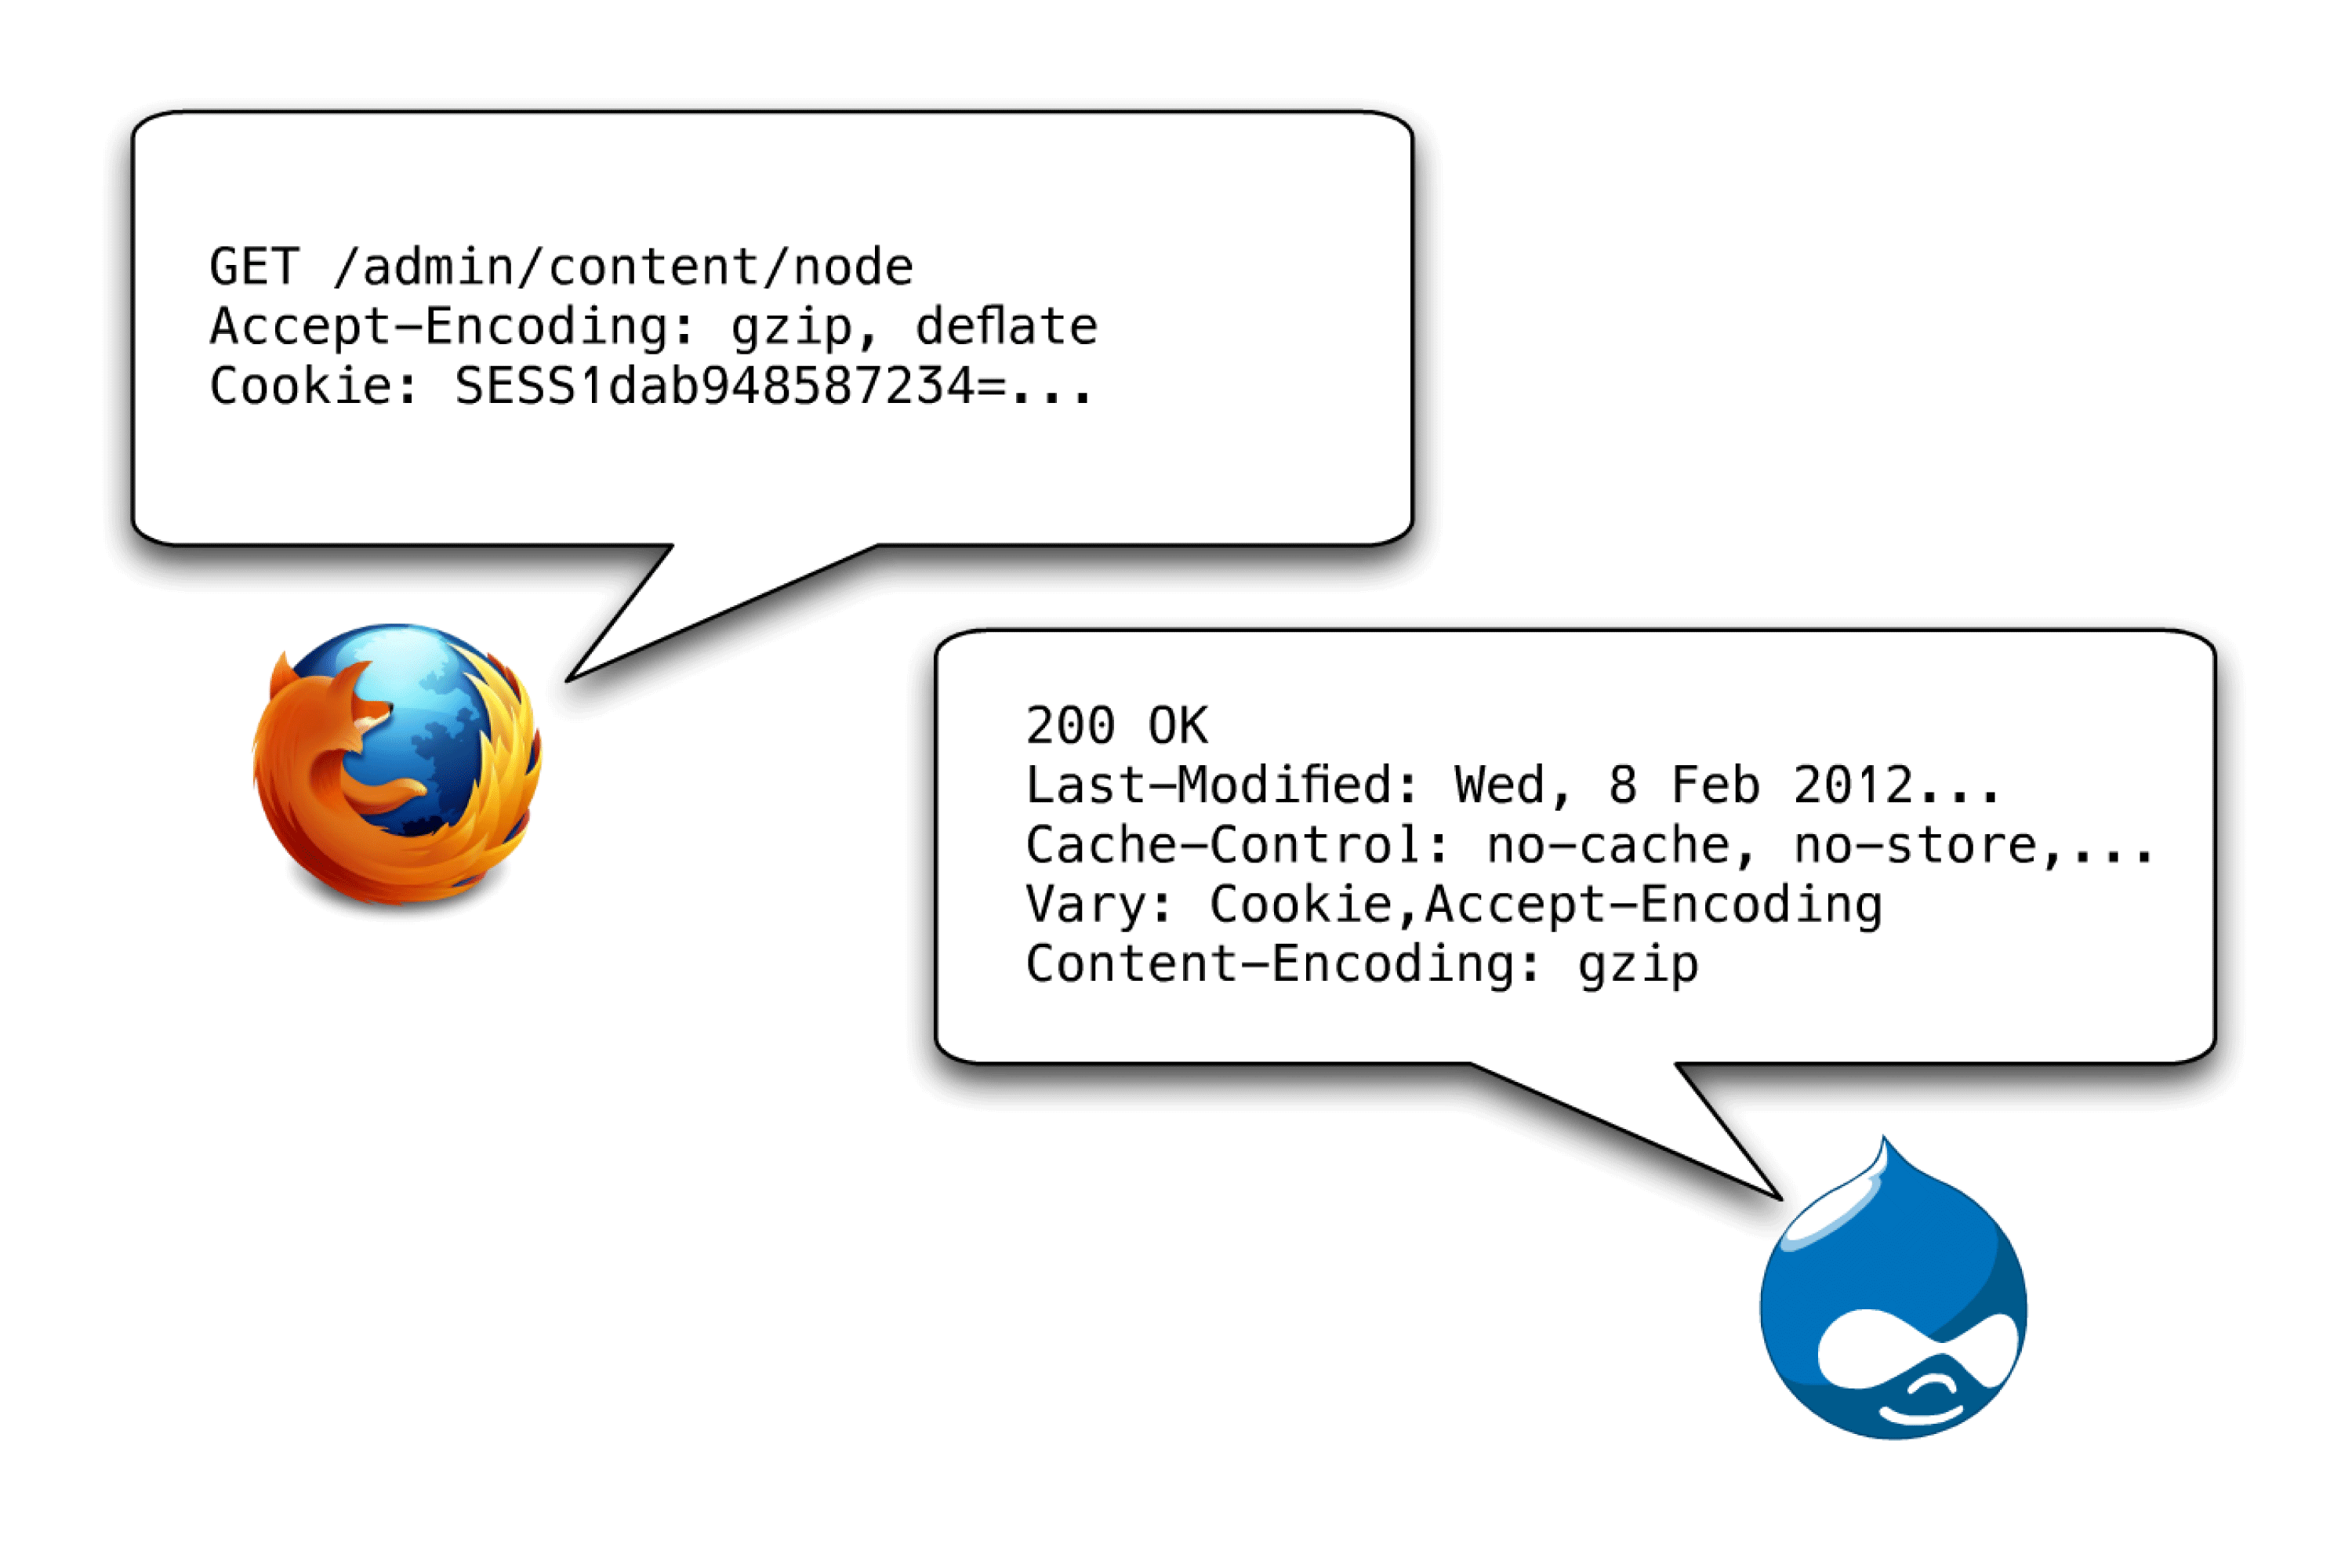 GET /admin/content/node
Accept-Encoding: gzip, deflate
Cookie: SESS1dab948587234=...
200 OK
Last-Modified: Wed, 8 Feb 2012...
Cache-Control: no-cache, no-store,...
Vary: Cookie,Accept-Encoding
Content-Encoding: gzip